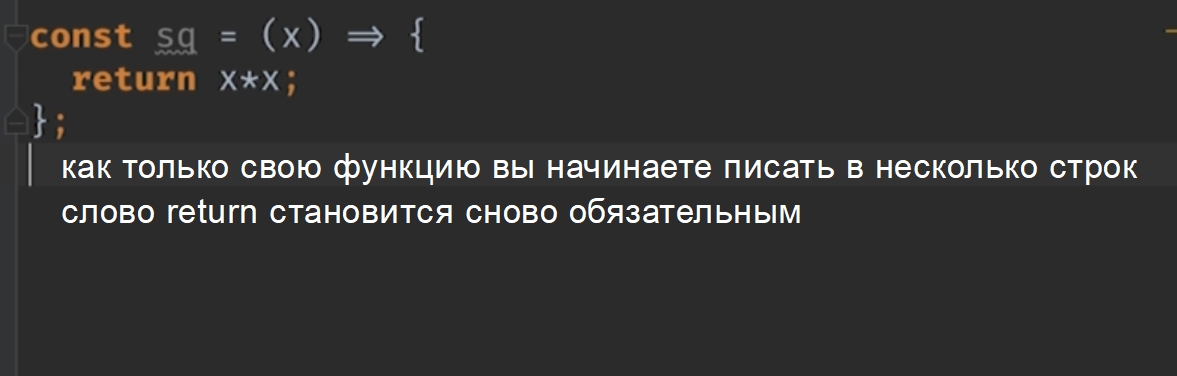 const sq = (x) => {
return x*x;
};
как только свою функцию вы начинаете писать в несколько строк
слово return становится сново обязательным